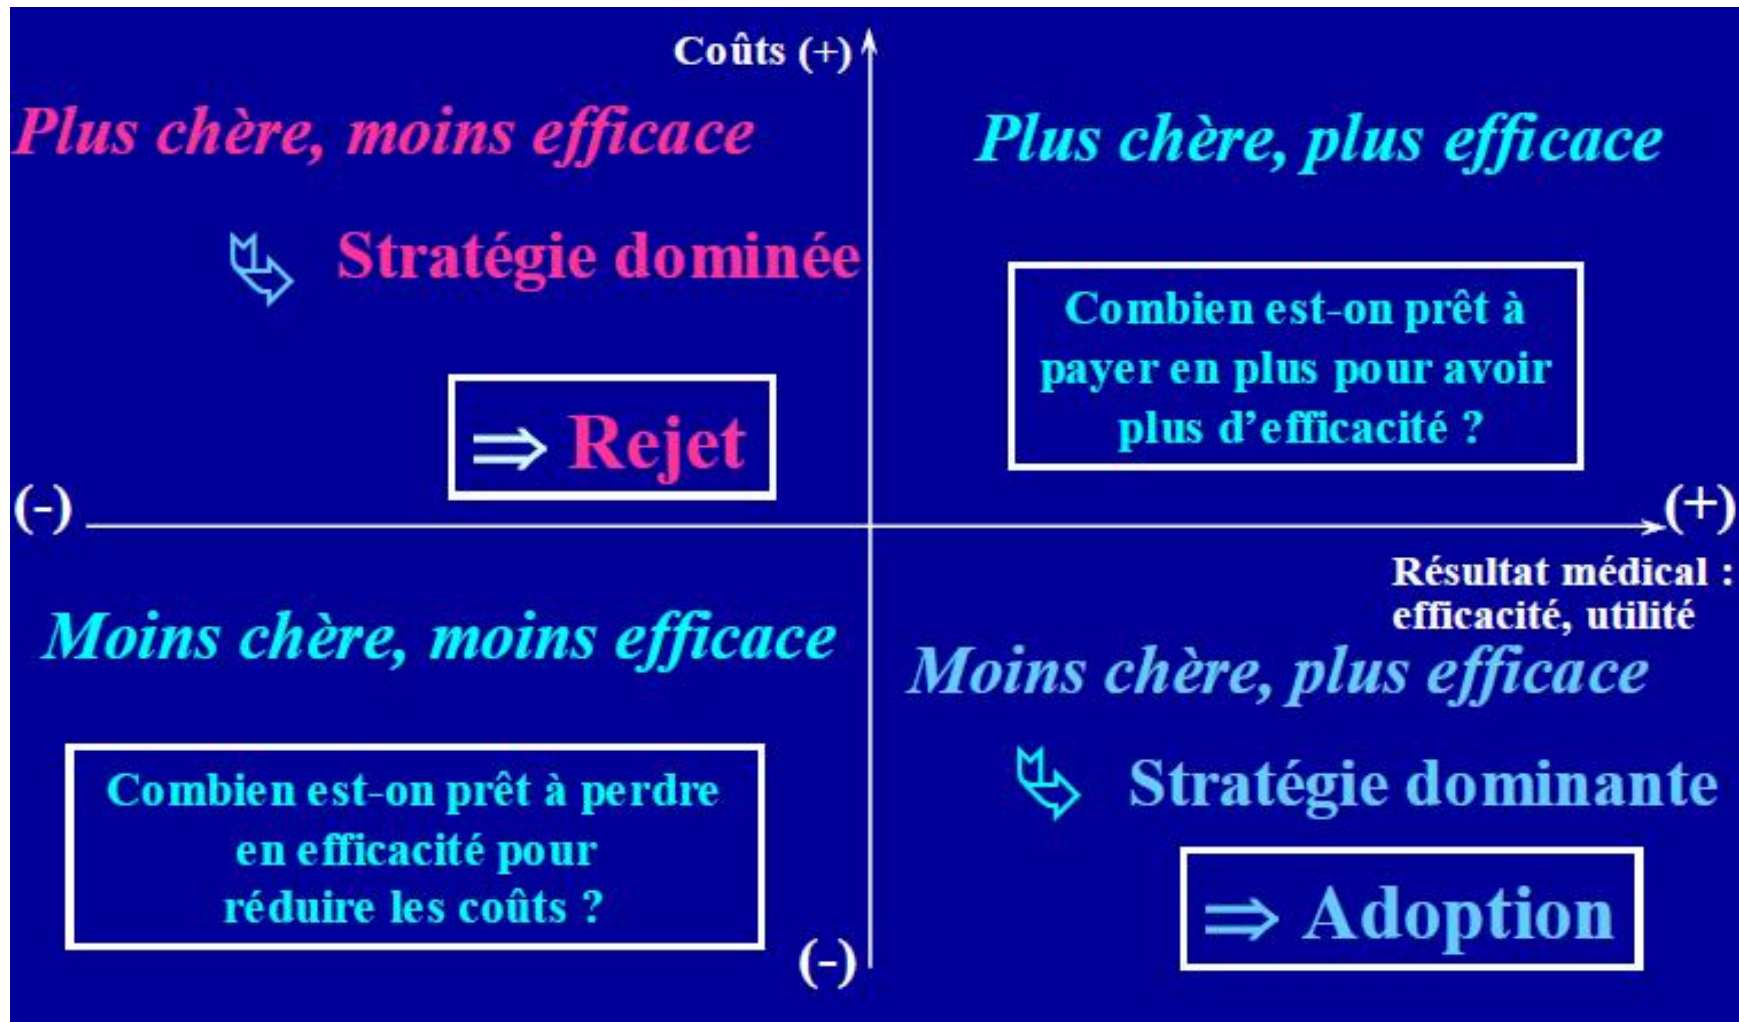 Coûts (+)
Plus chère, moins efficace
Stratégie dominée
⇒ Rejet
Plus chère, plus efficace
Combien est-on prêt à
payer en plus pour avoir
plus d’efficacité ?
(-)
(+)
Résultat médical :
efficacité, utilité
Moins chère, moins efficace
Combien est-on prêt à perdre
en efficacité pour
réduire les coûts ?
(-)
Moins chère, plus efficace
Stratégie dominante
⇒ Adoption